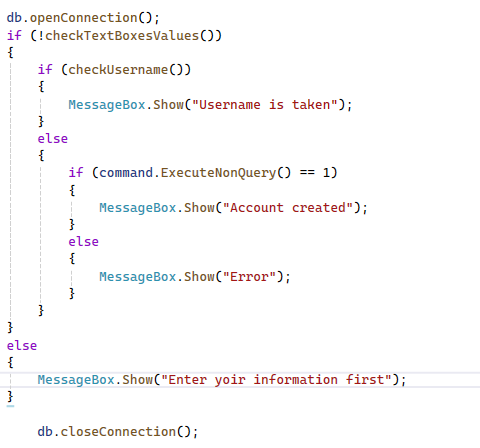 db.openConnection();
if (!checkTextBoxesValues())
{
if (checkUsername())
{
MessageBox.Show("Username is taken");
}
else
{
if (command.ExecuteNonQuery() == 1)
{
MessageBox.Show("Account created");
}
else
{
MessageBox.Show("Error");
}
}
}
else
{
MessageBox.Show("Enter yoir information first");
}
db.closeConnection();